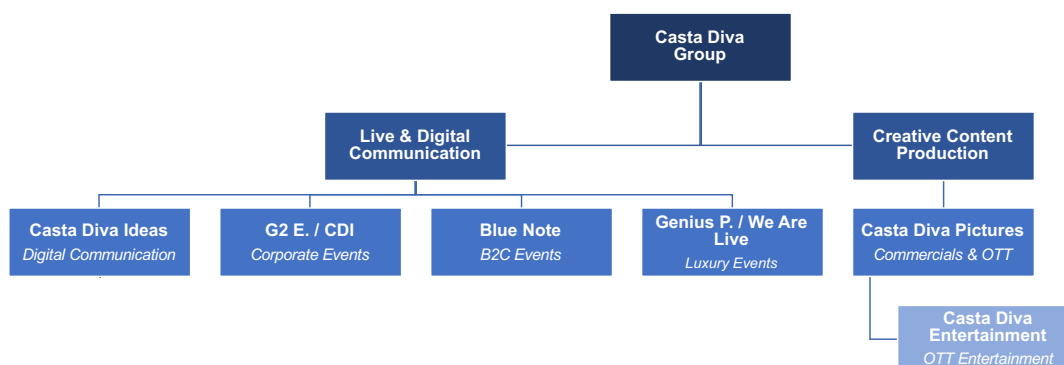 Casta Diva
Group
Live & Digital
Communication
Creative Content
Production
Casta Diva Ideas
Digital Communication
G2 E. / CDI
Corporate Events
Blue Note
B2C Events
Genius P. / We Are
Live
Luxury Events
Casta Diva Pictures
Commercials & OTT
Casta Diva
Entertainment
OTT Entertainment